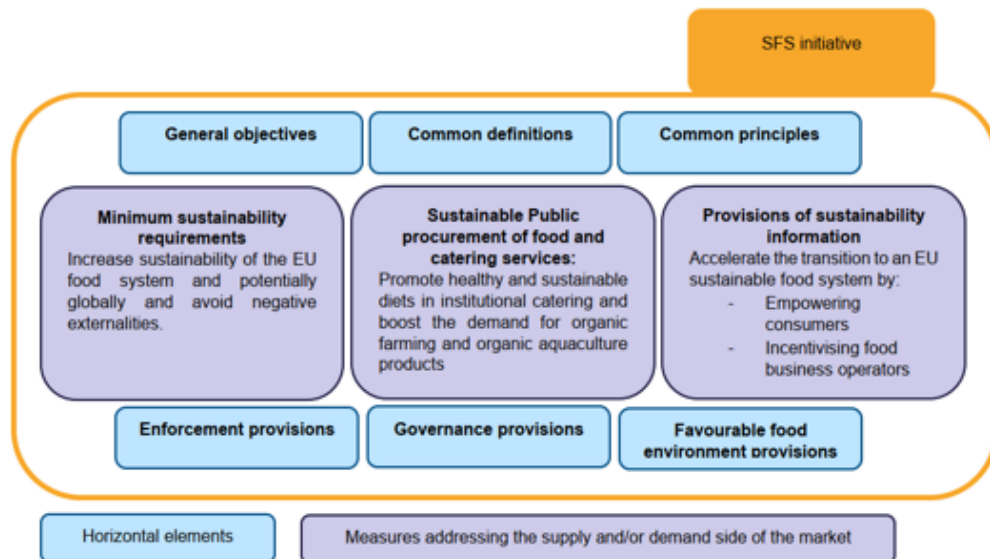 SFS initiative
General objectives
Common definitions
Common principles
Minimum sustainability
requirements
Increase sustainability of the EU
food system and potentially
globally and avoid negative
externalities.
Sustainable Public
procurement of food and
catering services:
Promote healthy and sustainable
diets in institutional catering and
boost the demand for organic
farming and organic aquaculture
products
Provisions of sustainability
information
Accelerate the transition to an EU
sustainable food system by:
- Empowering
consumers
- Incentivising food
business operators
Enforcement provisions
Governance provisions
Favourable food
environment provisions
Horizontal elements
Measures addressing the supply and/or demand side of the market